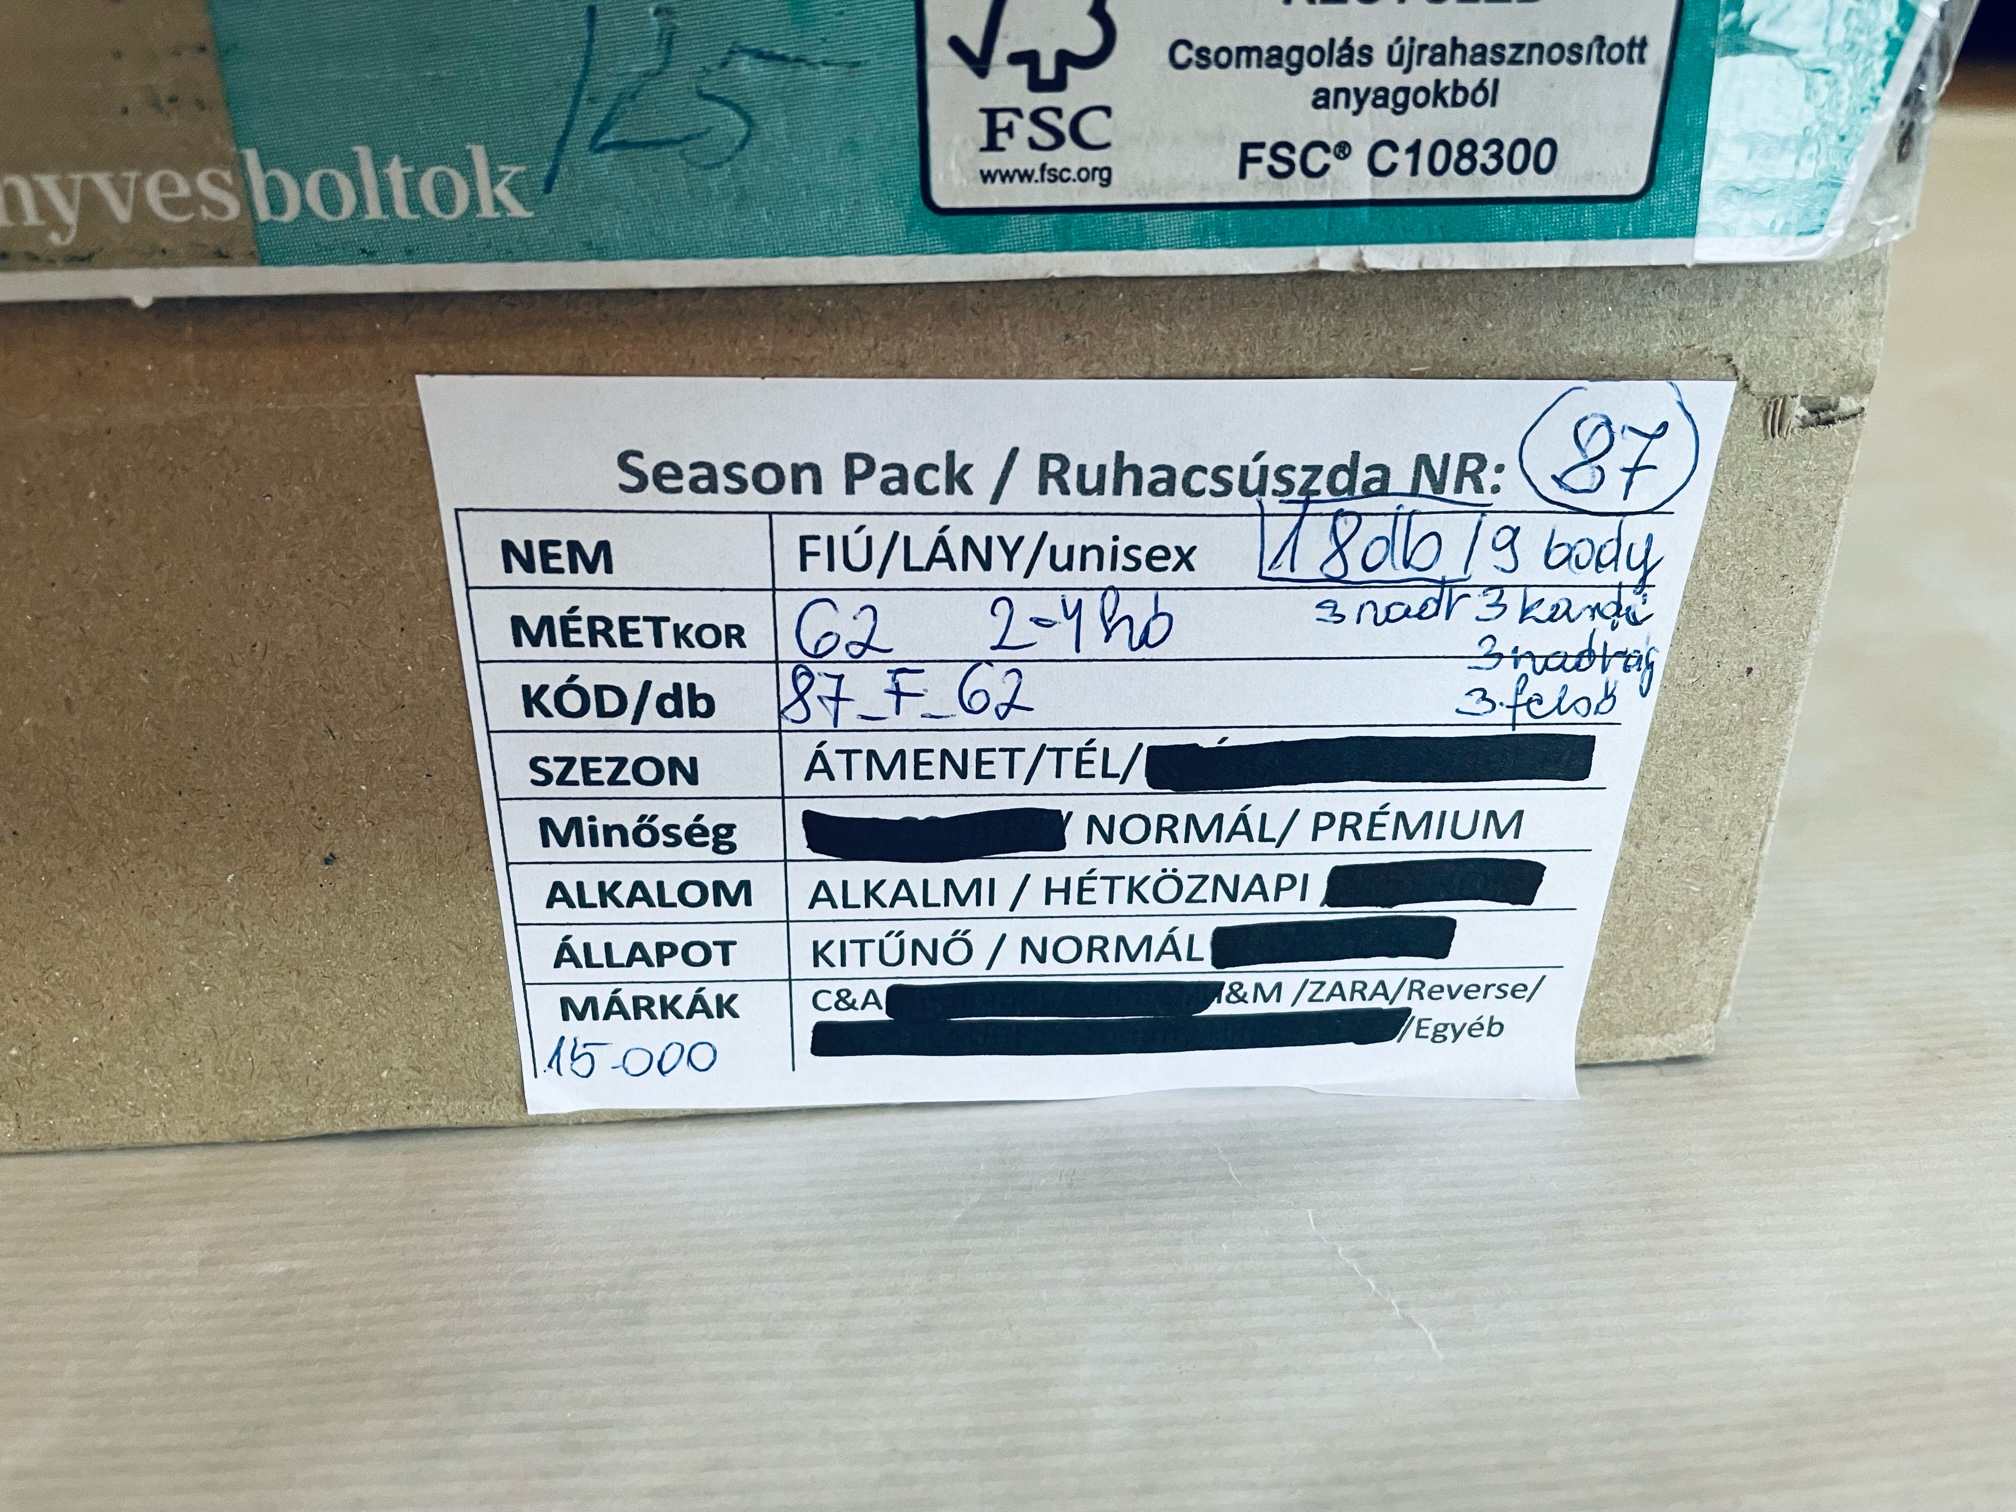 125
Csomagolás újrahasznosított
anyagokból
FSC
www.fsc.org
FSC® C108300
nyvesboltok
Season Pack / Ruhacsúszda NR: 87
NEM FIÚ/LÁNY/unisex 18db/9 body
MÉRETKOR 62 2-4 hó 3 nadr 3 kardi
3 nadrág
KÓD/db 87_F_62 3 felső
SZEZON ÁTMENET/TÉL/
Minőség / NORMÁL/ PRÉMIUM
ALKALOM ALKALMI / HÉTKÖZNAPI
ÁLLAPOT KITŰNŐ / NORMÁL
MÁRKÁK C&A &M /ZARA/Reverse/
/Egyéb
15-000